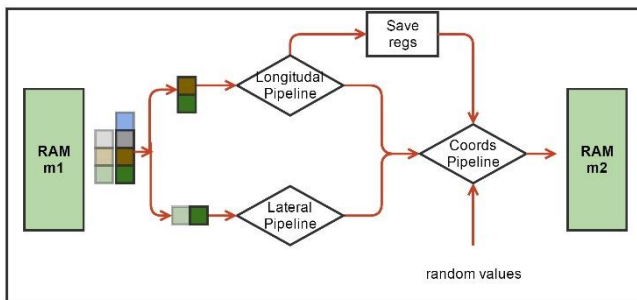 Save
regs
Longitudal
Pipeline
RAM
m1
Coords
Pipeline
RAM
m2
Lateral
Pipeline
random values